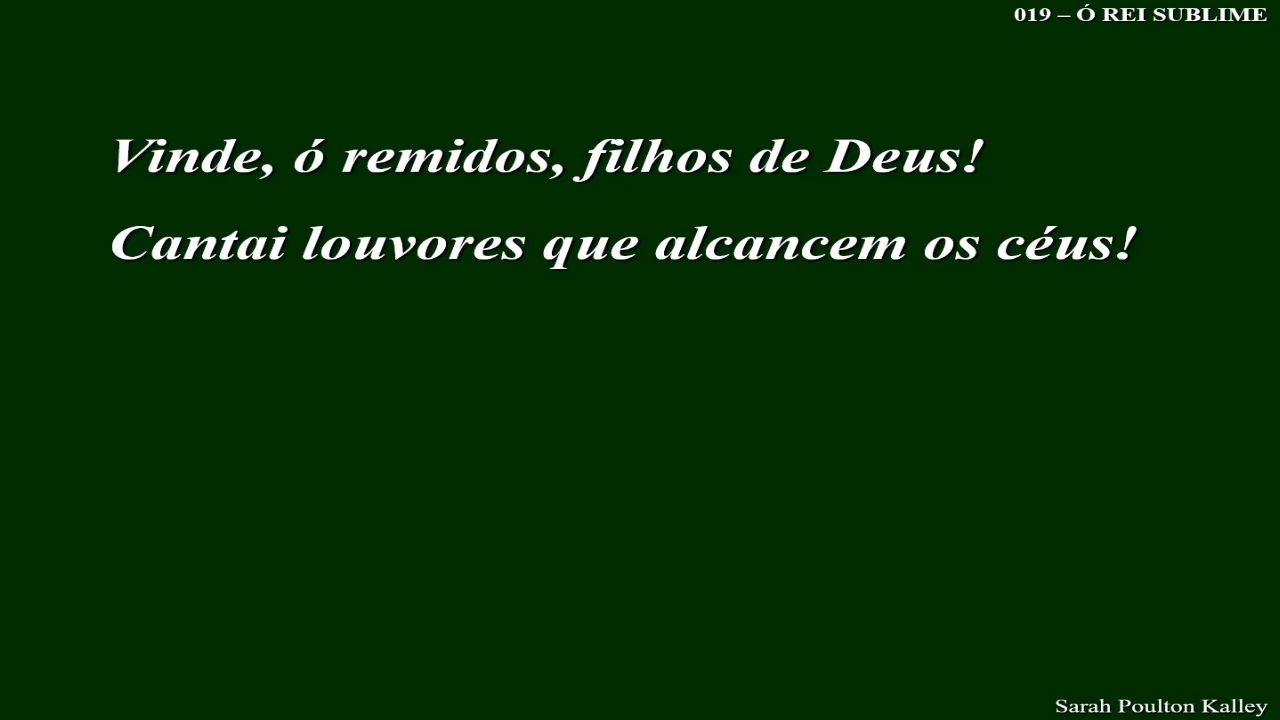 019 – Ó REI SUBLIME
Vinde, ó remidos, filhos de Deus!
Cantai louvores que alcancem os céus!
Sarah Poulton Kalley